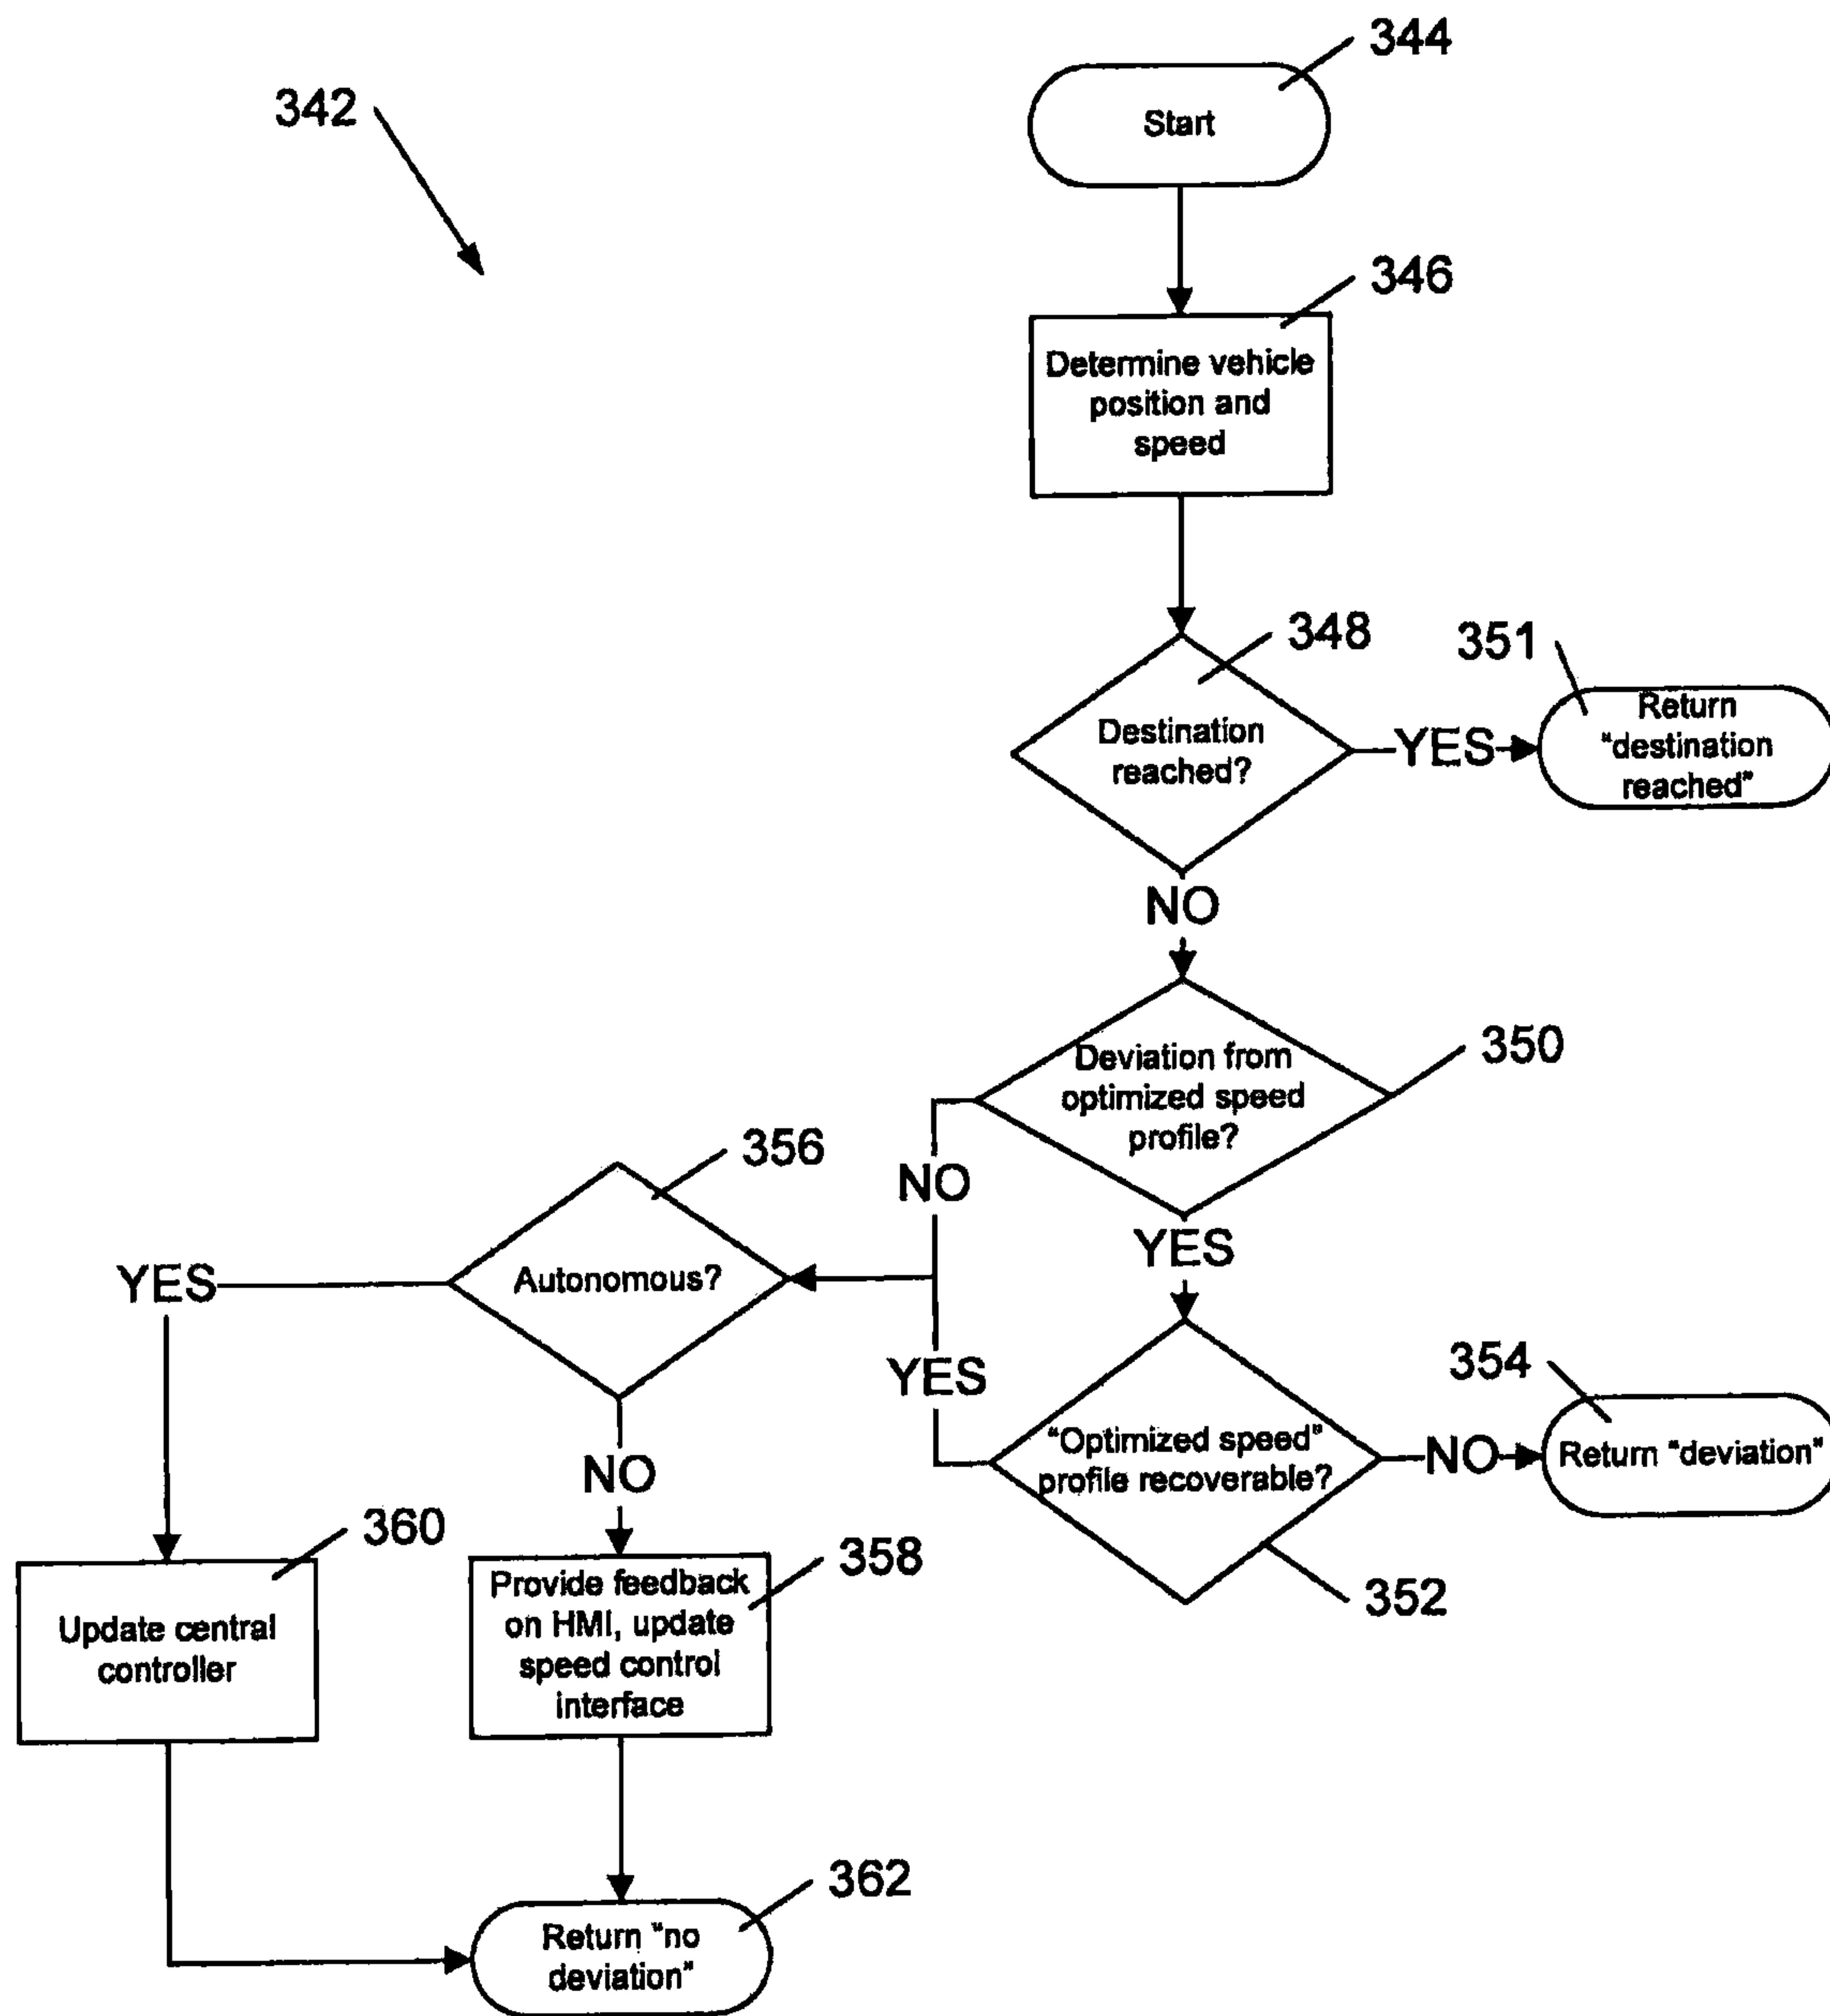 344
342
Start
346
Determine vehicle
position and
speed
348
351
Destination
reached?
YES
Return
"destination
reached"
NO
350
Deviation from
optimized speed
profile?
356
NO
YES
Autonomous?
YES
YES
354
"Optimized speed"
profile recoverable?
NO
Return "deviation"
NO
360
358
352
Update central
controller
Provide feedback
on HMI, update
speed control
interface
362
Return "no
deviation"